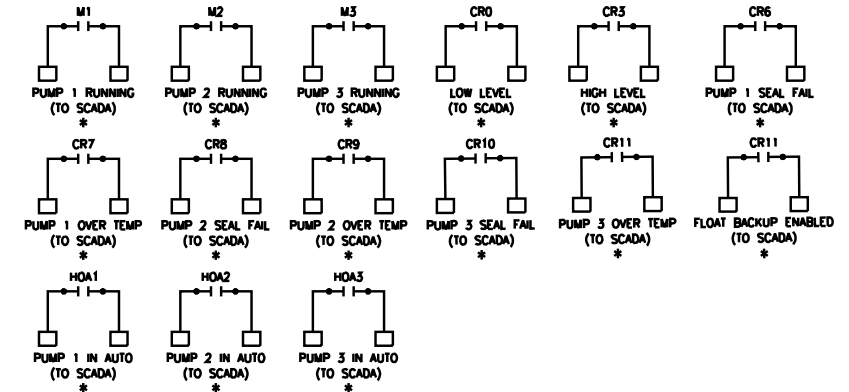 M1 M2 M3 CR0 CR3 CR6
PUMP 1 RUNNING PUMP 2 RUNNING PUMP 3 RUNNING LOW LEVEL HIGH LEVEL PUMP 1 SEAL FAIL
(TO SCADA) (TO SCADA) (TO SCADA) (TO SCADA) (TO SCADA) (TO SCADA)
* * * * * *
CR7 CR8 CR9 CR10 CR11 CR11
PUMP 1 OVER TEMP PUMP 2 SEAL FAIL PUMP 2 OVER TEMP PUMP 3 SEAL FAIL PUMP 3 OVER TEMP FLOAT BACKUP ENABLED
(TO SCADA) (TO SCADA) (TO SCADA) (TO SCADA) (TO SCADA) (TO SCADA)
* * * * * *
HOA1 HOA2 HOA3
PUMP 1 IN AUTO PUMP 2 IN AUTO PUMP 3 IN AUTO
(TO SCADA) (TO SCADA) (TO SCADA)
* * *